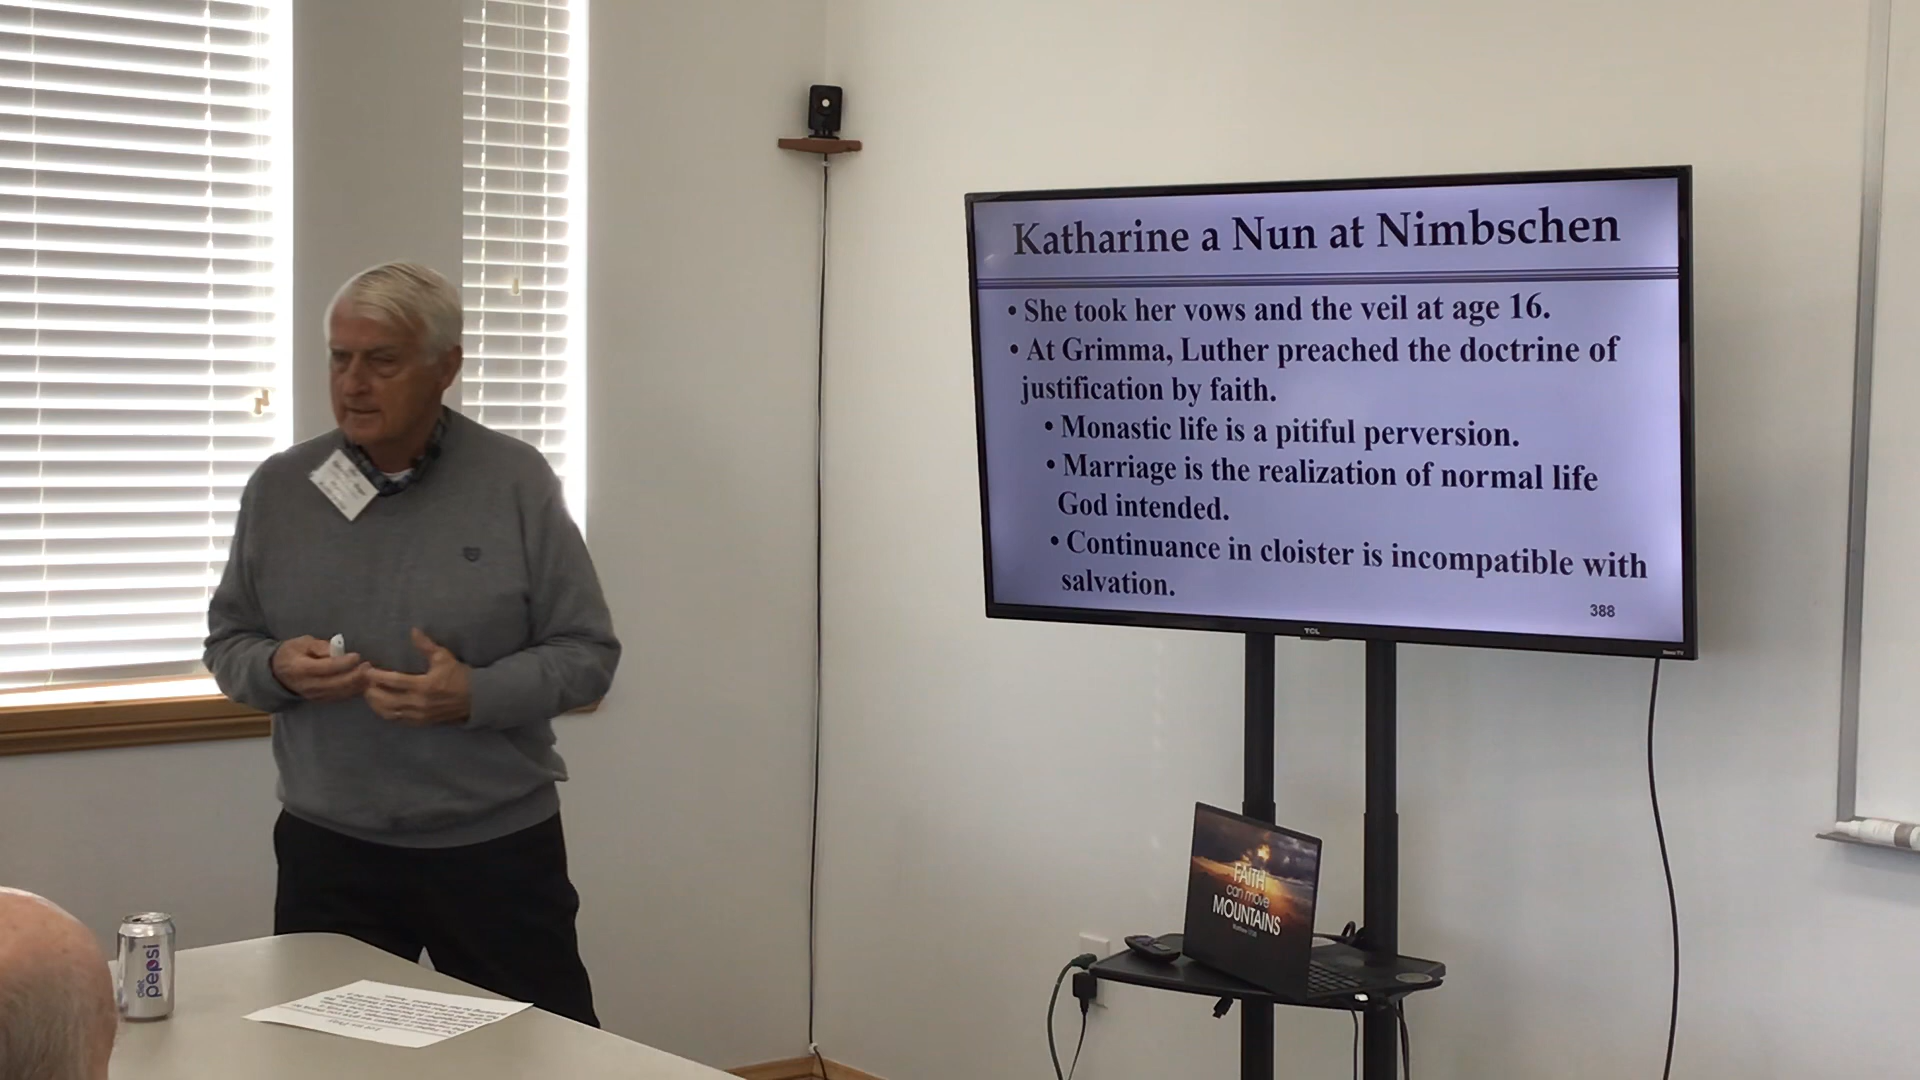 Katharine a Nun at Nimbschen
• She took her vows and the veil at age 16.
• At Grimma, Luther preached the doctrine of
justification by faith.
• Monastic life is a pitiful perversion.
• Marriage is the realization of normal life
God intended.
• Continuance in cloister is incompatible with
salvation.
388
TCL
Roku TV
FAITH
can move
MOUNTAINS
diet
pepsi